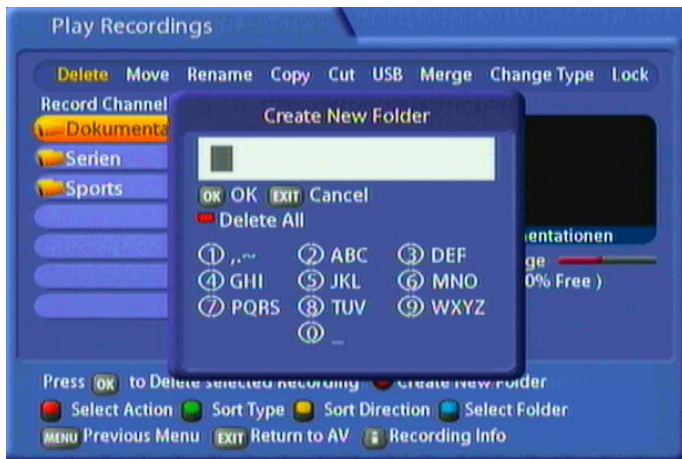 Play Recordings
Delete Move Rename Copy Cut USB Merge Change Type Lock
Record Channel
Dokumenta
Serien
Sports
Create New Folder
OK OK EXIT Cancel
Delete All
1 ,.~ 2 ABC 3 DEF
4 GHI 5 JKL 6 MNO
7 PQRS 8 TUV 9 WXYZ
0 _
entationen
ge
0% Free )
Press OK to Delete selected Recording Create New Folder
Select Action Sort Type Sort Direction Select Folder
MENU Previous Menu EXIT Return to AV i Recording Info